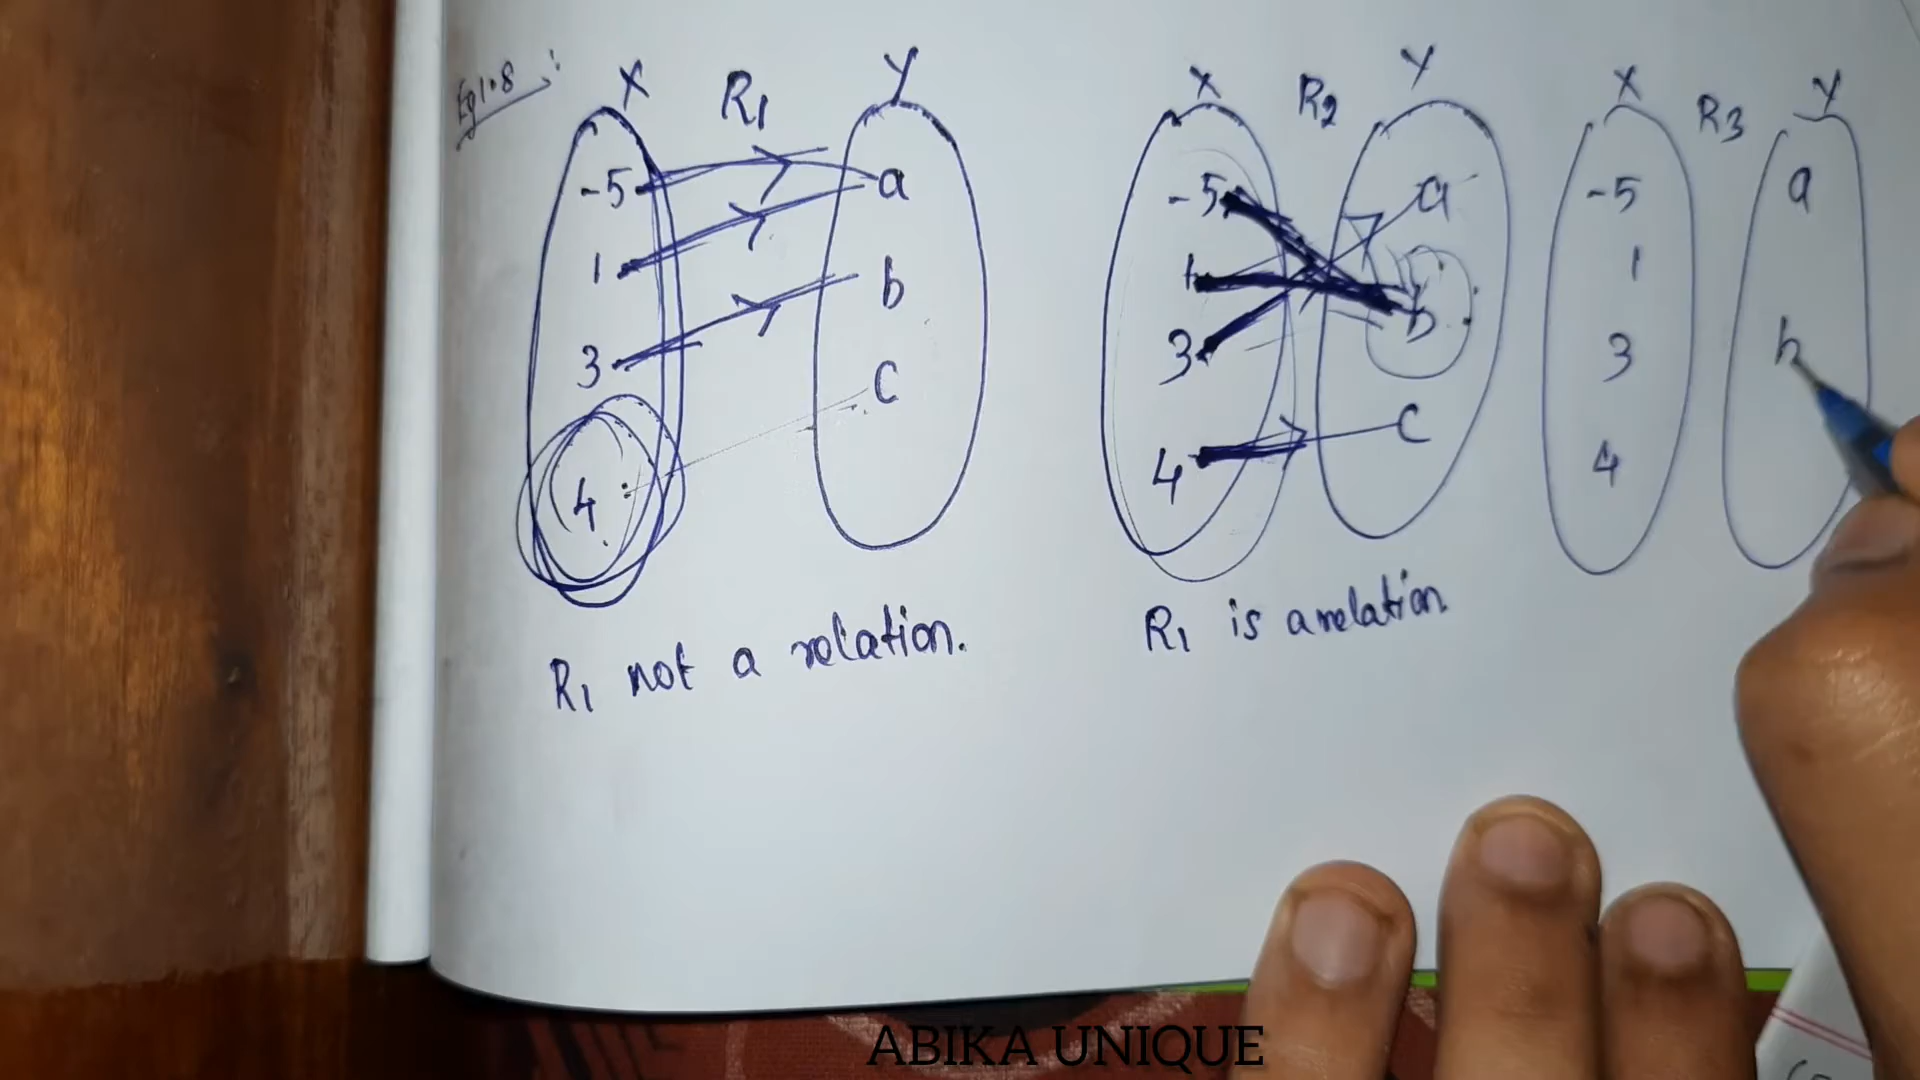 Eg 1.8 :
X R1 Y
-5 a
1 b
3 c
4
R1 not a relation.
X R2 Y
-5 a
1 b
3 c
4
R1 is a relation
X R3 Y
-5 a
1 b
3
4
ABIKA UNIQUE